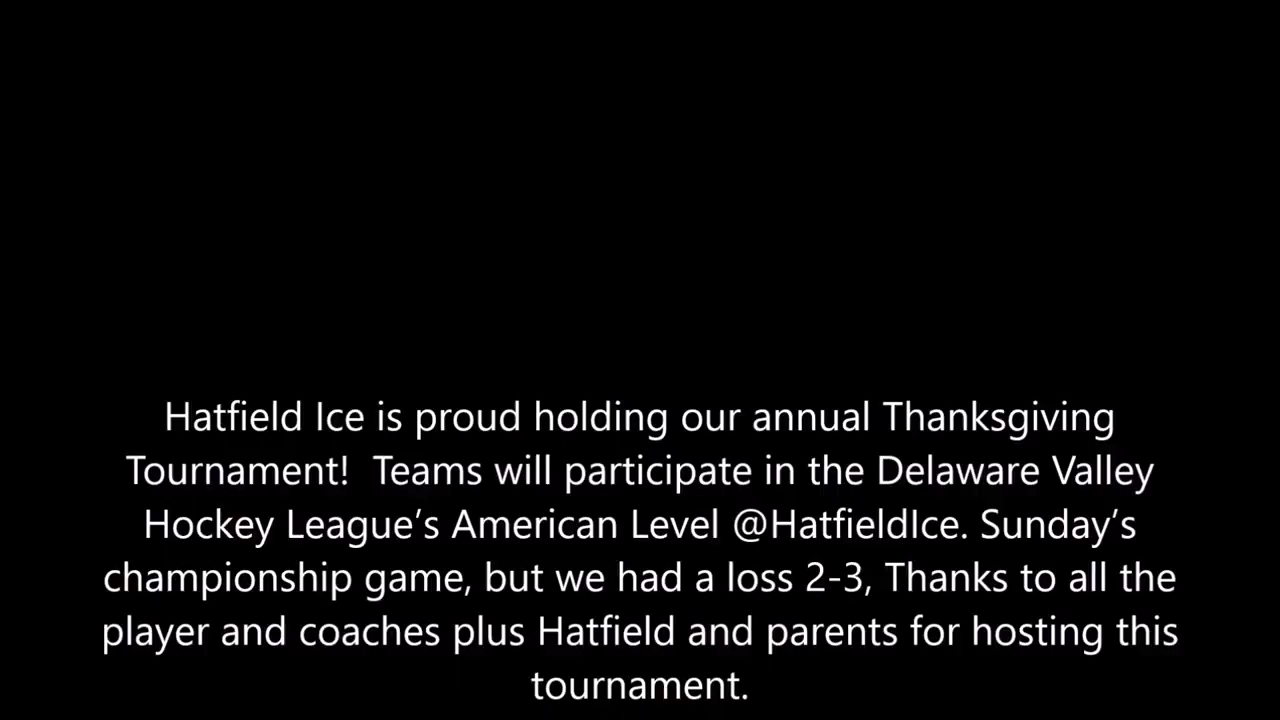 Hatfield Ice is proud holding our annual Thanksgiving
Tournament!  Teams will participate in the Delaware Valley
Hockey League’s American Level @HatfieldIce. Sunday’s
championship game, but we had a loss 2-3, Thanks to all the
player and coaches plus Hatfield and parents for hosting this
tournament.